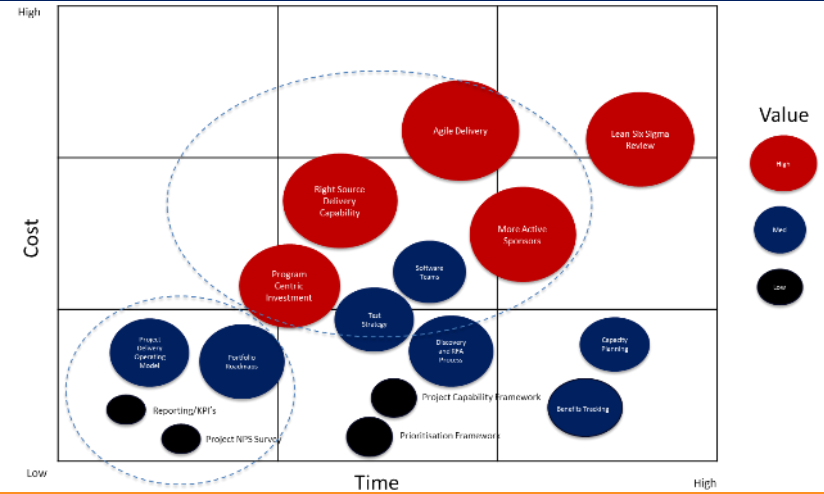 High
Agile Delivery
Lean Six Sigma
Review
Value
High
Right Source
Delivery
Capability
More Active
Sponsors
Med
Cost
Software
Teams
Program
Centric
Investment
Low
Test
Strategy
Project
Delivery
Operating
Model
Portfolio
Roadmaps
Discovery
and RFA
Process
Capacity
Planning
Reporting/KPI's
Project Capability Framework
Benefits Tracking
Project NPS Survey
Prioritisation Framework
Low
Time
High